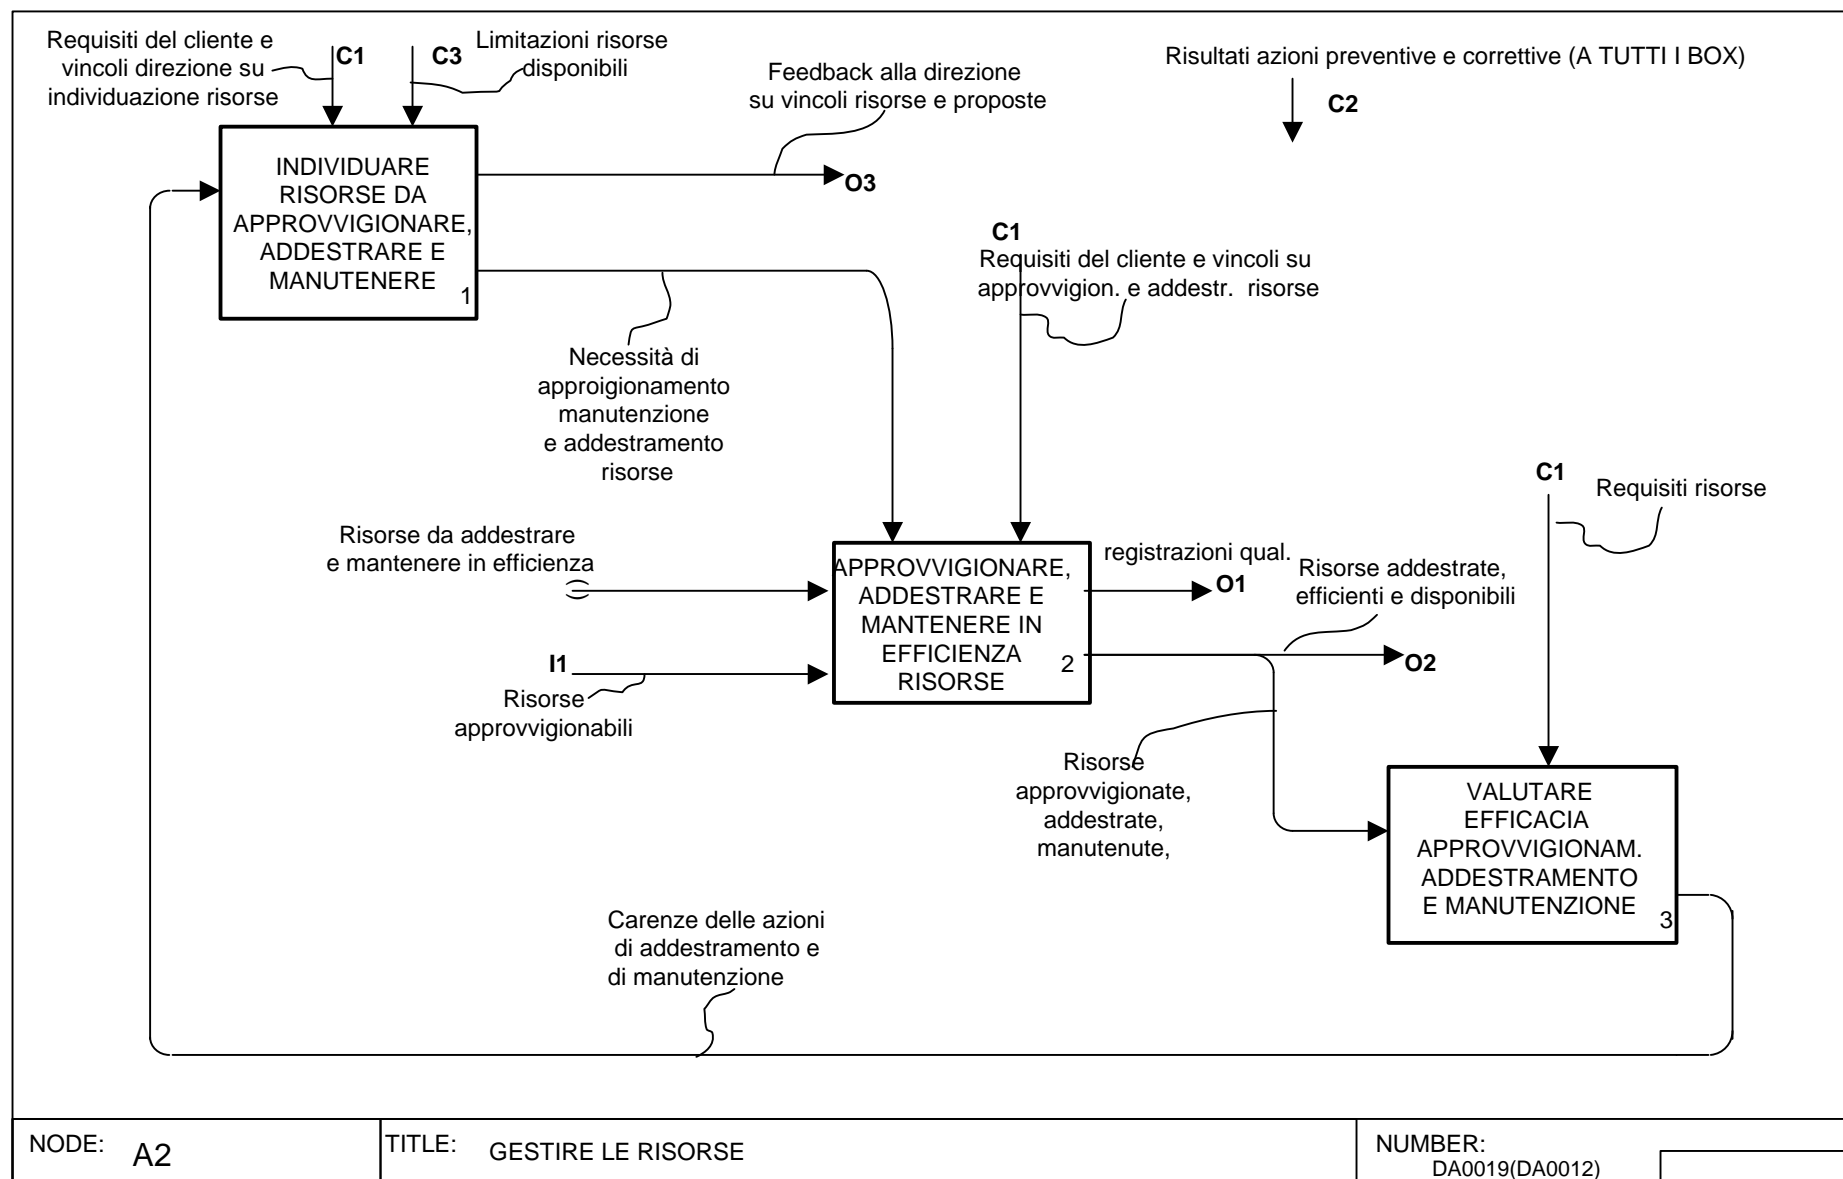 Requisiti del cliente e
vincoli direzione su
individuazione risorse
C1
C3
Limitazioni risorse
disponibili
Feedback alla direzione
su vincoli risorse e proposte
Risultati azioni preventive e correttive (A TUTTI I BOX)
C2
INDIVIDUARE
RISORSE DA
APPROVVIGIONARE,
ADDESTRARE E
MANUTENERE
1
O3
C1
Requisiti del cliente e vincoli su
approvvigion. e addestr. risorse
Necessità di
approigionamento
manutenzione
e addestramento
risorse
C1
Requisiti risorse
Risorse da addestrare
e mantenere in efficienza
I1
Risorse
approvvigionabili
APPROVVIGIONARE,
ADDESTRARE E
MANTENERE IN
EFFICIENZA
RISORSE
2
registrazioni qual.
O1
Risorse addestrate,
efficienti e disponibili
O2
Risorse
approvvigionate,
addestrate,
manutenute,
VALUTARE
EFFICACIA
APPROVVIGIONAM.
ADDESTRAMENTO
E MANUTENZIONE
3
Carenze delle azioni
di addestramento e
di manutenzione
NODE: A2
TITLE: GESTIRE LE RISORSE
NUMBER:
DA0019(DA0012)